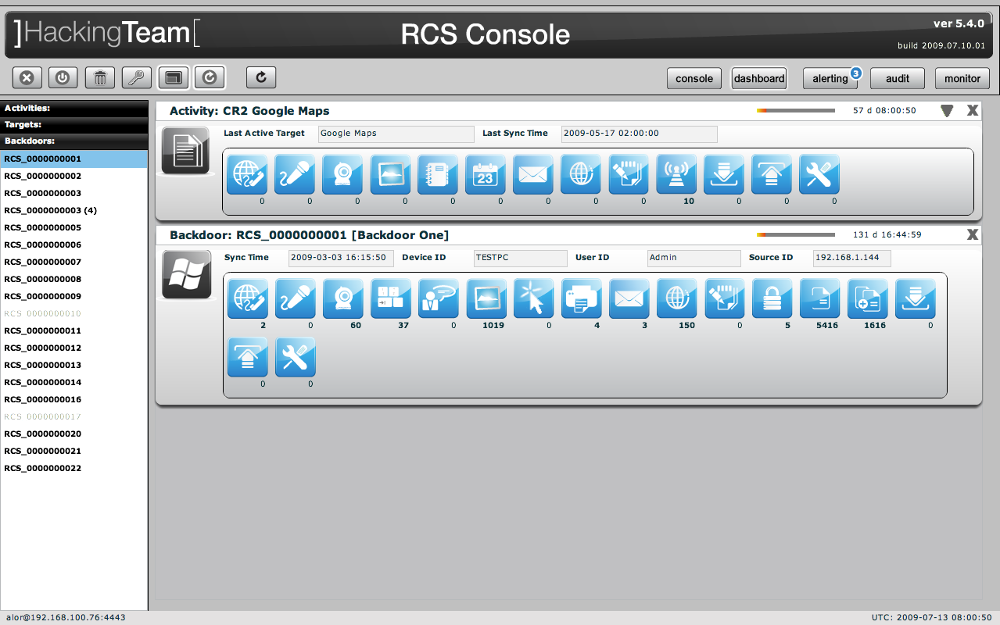 ]HackingTeam[
RCS Console
ver 5.4.0
build 2009.07.10.01
console
dashboard
alerting
3
audit
monitor
Activities:
Targets:
Backdoors:
RCS_0000000001
RCS_0000000002
RCS_0000000003
RCS_0000000003 (4)
RCS_0000000005
RCS_0000000006
RCS_0000000007
RCS_0000000008
RCS_0000000009
RCS 0000000010
RCS_0000000011
RCS_0000000012
RCS_0000000013
RCS_0000000014
RCS_0000000016
RCS 0000000017
RCS_0000000020
RCS_0000000021
RCS_0000000022
Activity: CR2 Google Maps
57 d 08:00:50
X
Last Active Target
Google Maps
Last Sync Time
2009-05-17 02:00:00
23
0 0 0 0 0 0 0 0 0 10 0 0 0
Backdoor: RCS_0000000001 [Backdoor One]
131 d 16:44:59
X
Sync Time
2009-03-03 16:15:50
Device ID
TESTPC
User ID
Admin
Source ID
192.168.1.144
2 0 60 37 0 1019 0 4 3 150 0 5 5416 1616 0
0 0
alor@192.168.100.76:4443
UTC: 2009-07-13 08:00:50